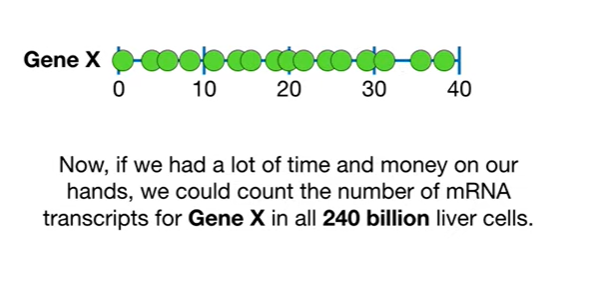 Gene X
0 10 20 30 40
Now, if we had a lot of time and money on our
hands, we could count the number of mRNA
transcripts for Gene X in all 240 billion liver cells.